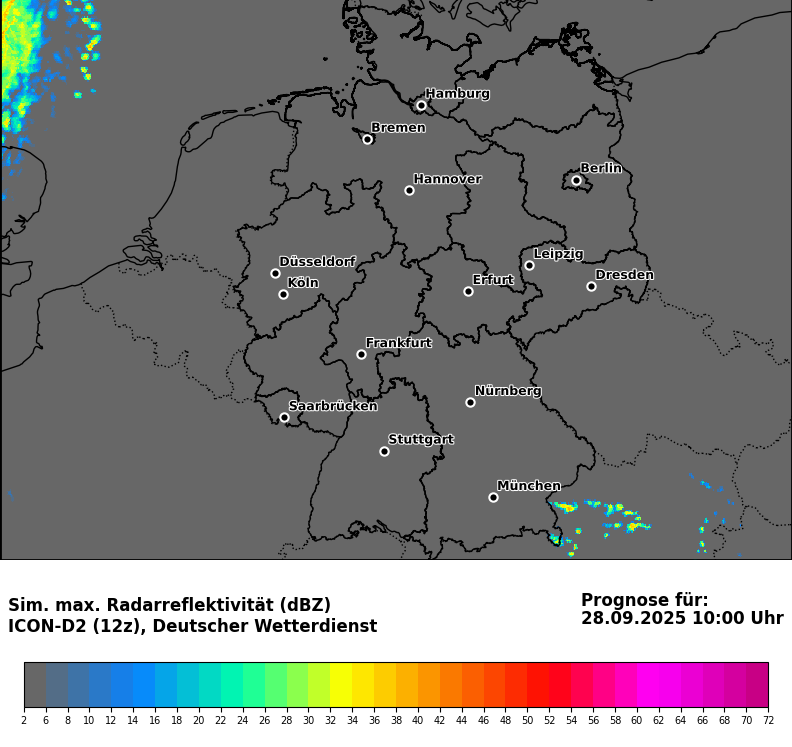 Hamburg
Bremen
Berlin
Hannover
Leipzig
Düsseldorf
Dresden
Köln
Erfurt
Frankfurt
Nürnberg
Saarbrücken
Stuttgart
München
Sim. max. Radarreflektivität (dBZ)
ICON-D2 (12z), Deutscher Wetterdienst
Prognose für:
28.09.2025 10:00 Uhr
2 6 8 10 12 14 16 18 20 22 24 26 28 30 32 34 36 38 40 42 44 46 48 50 52 54 56 58 60 62 64 66 68 70 72